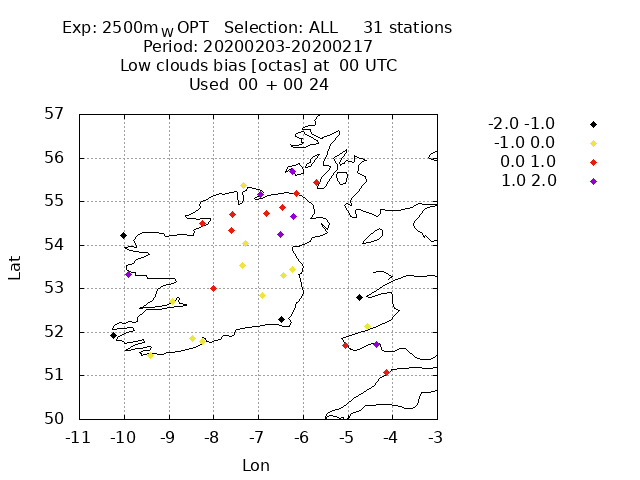 Exp: 2500m w OPT   Selection: ALL     31 stations
Period: 20200203-20200217
Low clouds bias [octas] at  00 UTC
Used  00 + 00 24
-2.0 -1.0
-1.0 0.0
0.0 1.0
1.0 2.0
57
56
55
54
53
52
51
50
Lat
-11 -10 -9 -8 -7 -6 -5 -4 -3
Lon